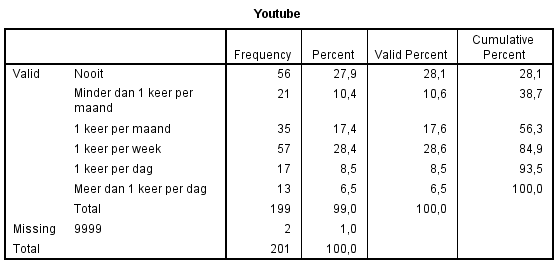 Youtube
Frequency Percent Valid Percent Cumulative Percent
Valid Nooit 56 27,9 28,1 28,1
Minder dan 1 keer per maand 21 10,4 10,6 38,7
1 keer per maand 35 17,4 17,6 56,3
1 keer per week 57 28,4 28,6 84,9
1 keer per dag 17 8,5 8,5 93,5
Meer dan 1 keer per dag 13 6,5 6,5 100,0
Total 199 99,0 100,0
Missing 9999 2 1,0
Total 201 100,0